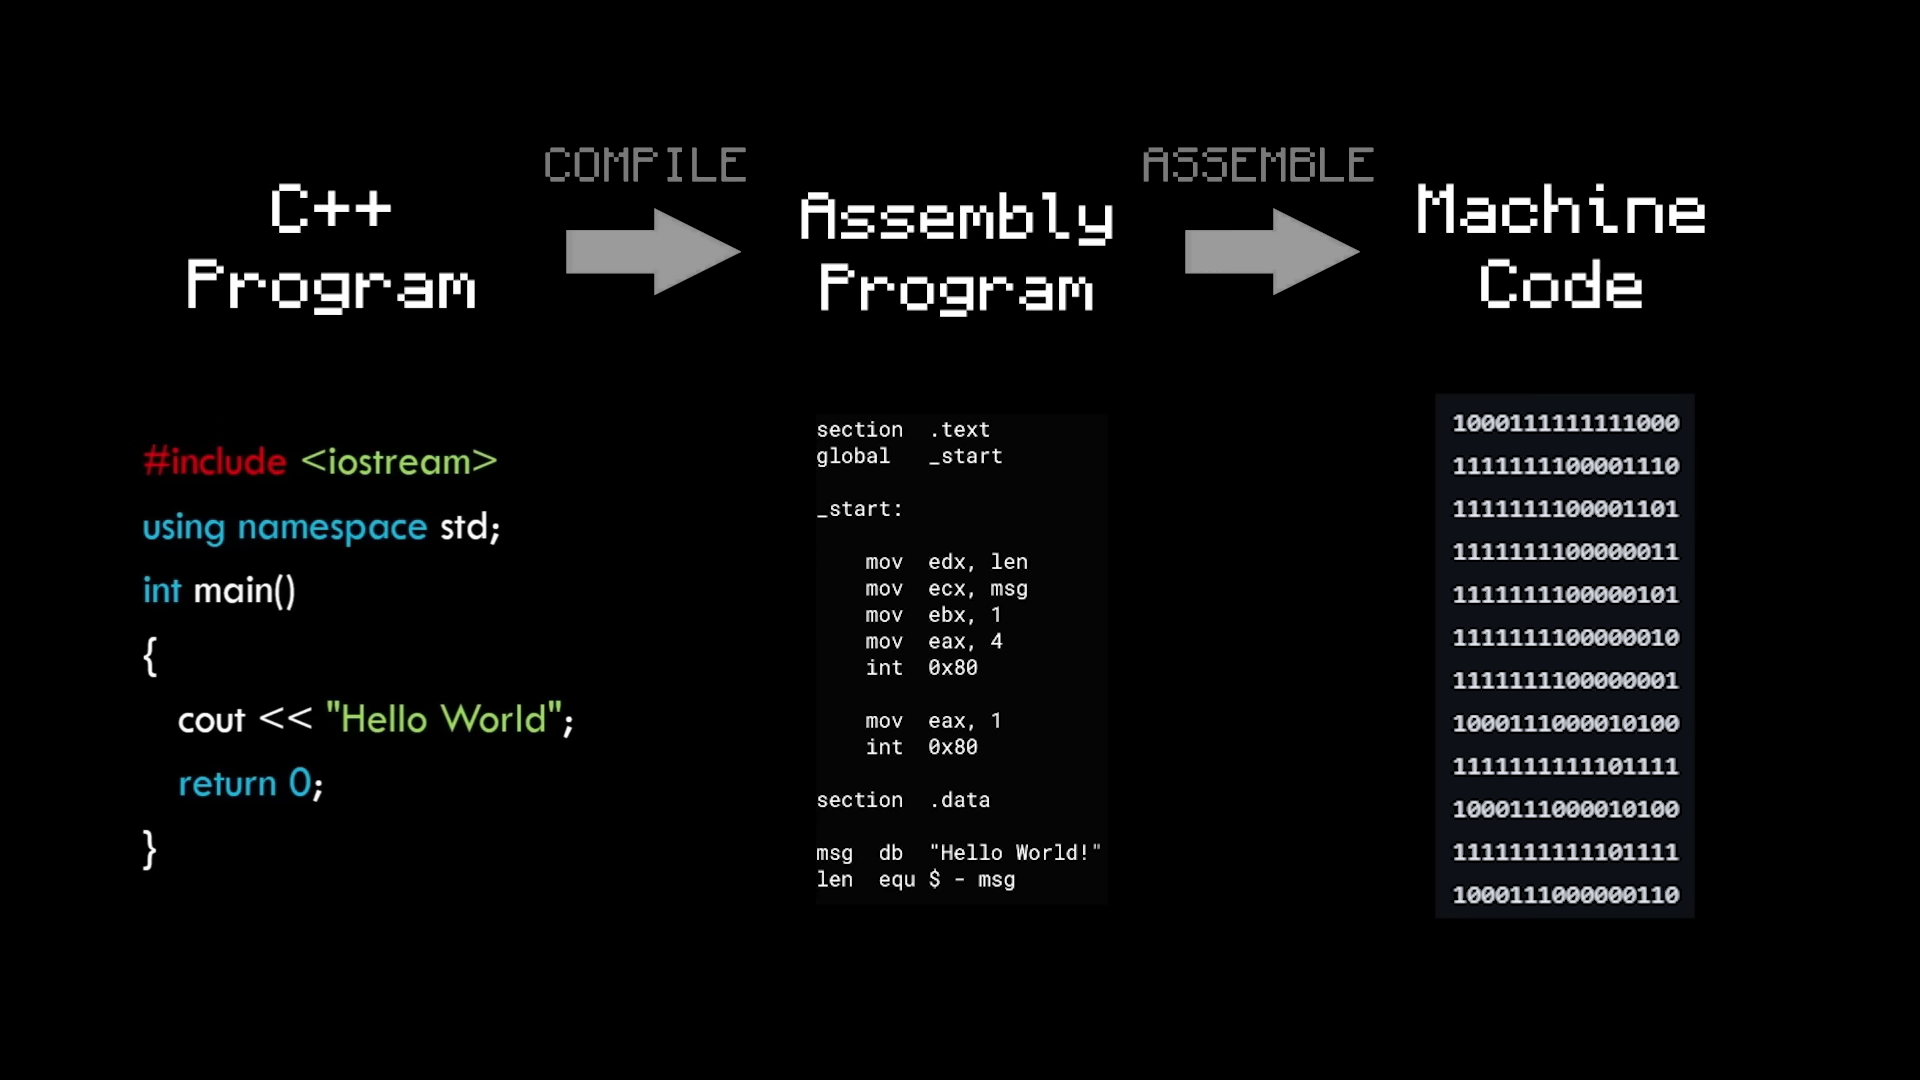 C++
Program
COMPILE
Assembly
Program
ASSEMBLE
Machine
Code
#include <iostream>
using namespace std;
int main()
{
cout << "Hello World";
return 0;
}
section .text
global _start
_start:
mov edx, len
mov ecx, msg
mov ebx, 1
mov eax, 4
int 0x80
mov eax, 1
int 0x80
section .data
msg db "Hello World!"
len equ $ - msg
1000111111111000
1111111100001110
1111111100001101
1111111100000011
1111111100000101
1111111100000010
1111111100000001
1000111000010100
1111111111101111
1000111000010100
1111111111101111
1000111000000110